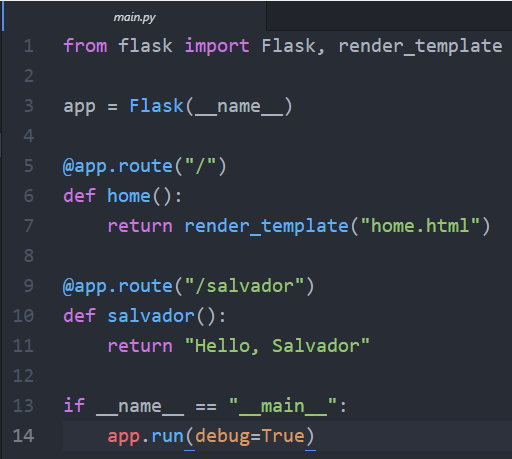 main.py
1 from flask import Flask, render_template
2
3 app = Flask(__name__)
4
5 @app.route("/")
6 def home():
7     return render_template("home.html")
8
9 @app.route("/salvador")
10 def salvador():
11     return "Hello, Salvador"
12
13 if __name__ == "__main__":
14     app.run(debug=True)